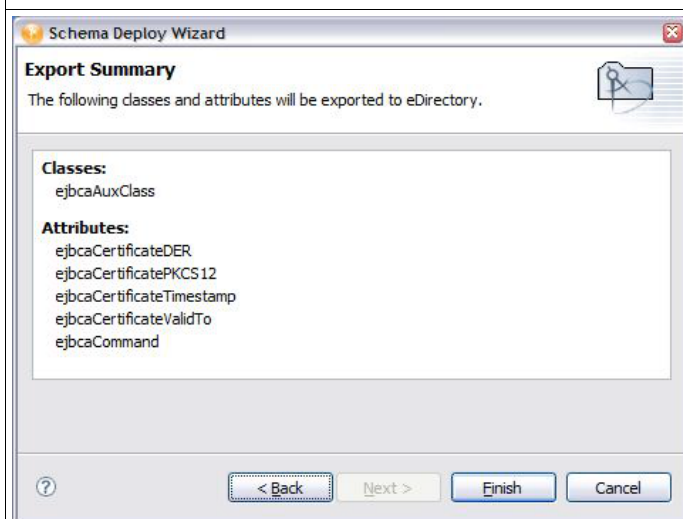 Schema Deploy Wizard
Export Summary
The following classes and attributes will be exported to eDirectory.
Classes:
ejbcaAuxClass
Attributes:
ejbcaCertificateDER
ejbcaCertificatePKCS12
ejbcaCertificateTimestamp
ejbcaCertificateValidTo
ejbcaCommand
? < Back Next > Finish Cancel